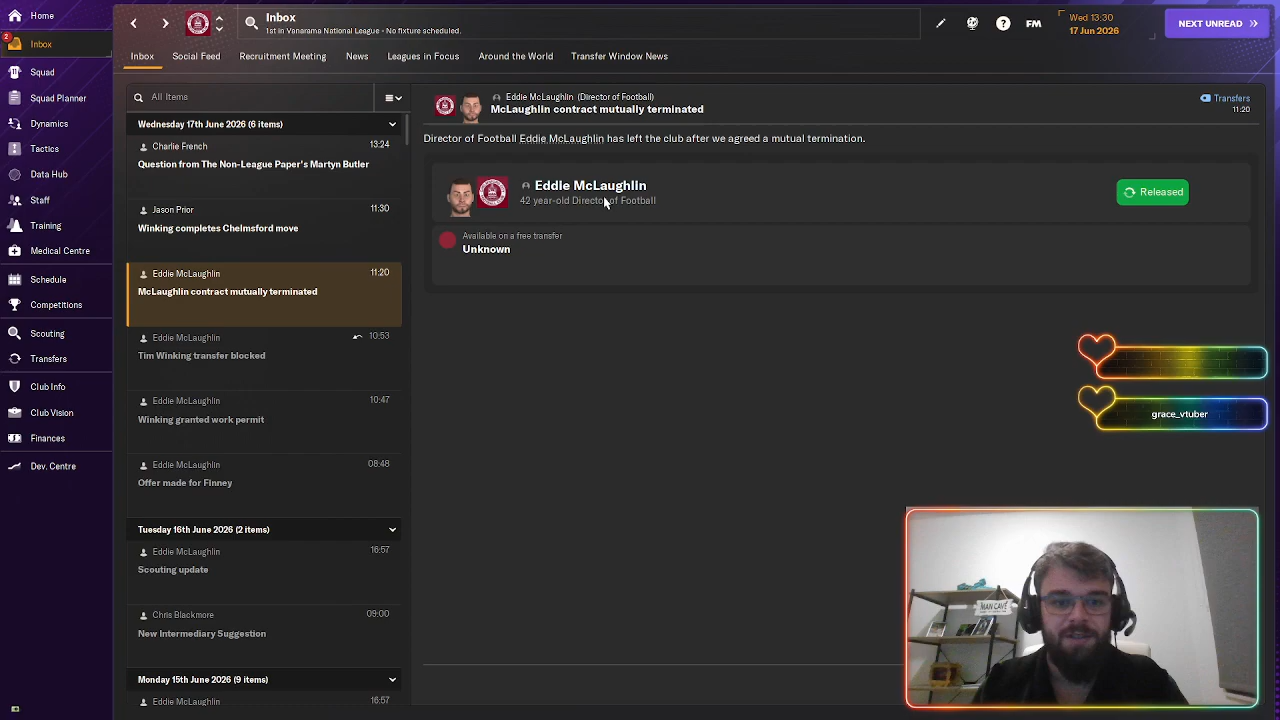 Home
2
Inbox
Squad
Squad Planner
Dynamics
Tactics
Data Hub
Staff
Training
Medical Centre
Schedule
Competitions
Scouting
Transfers
Club Info
Club Vision
Finances
Dev. Centre
Inbox
1st in Vanarama National League - No fixture scheduled.
FM
Wed 13:30
17 Jun 2026
NEXT UNREAD
Inbox
Social Feed
Recruitment Meeting
News
Leagues in Focus
Around the World
Transfer Window News
All Items
Wednesday 17th June 2026 (6 items)
Charlie French 13:24
Question from The Non-League Paper's Martyn Butler
Jason Prior 11:30
Winking completes Chelmsford move
Eddie McLaughlin 11:20
McLaughlin contract mutually terminated
Eddie McLaughlin 10:53
Tim Winking transfer blocked
Eddie McLaughlin 10:47
Winking granted work permit
Eddie McLaughlin 08:48
Offer made for Finney
Tuesday 16th June 2026 (2 items)
Eddie McLaughlin 16:57
Scouting update
Chris Blackmore 09:00
New Intermediary Suggestion
Monday 15th June 2026 (9 items)
Eddie McLaughlin 16:57
Eddie McLaughlin (Director of Football)
McLaughlin contract mutually terminated
Transfers
11:20
Director of Football Eddie McLaughlin has left the club after we agreed a mutual termination.
Eddie McLaughlin
42 year-old Director of Football
Released
Available on a free transfer
Unknown
grace_vtuber
MAN CAVE